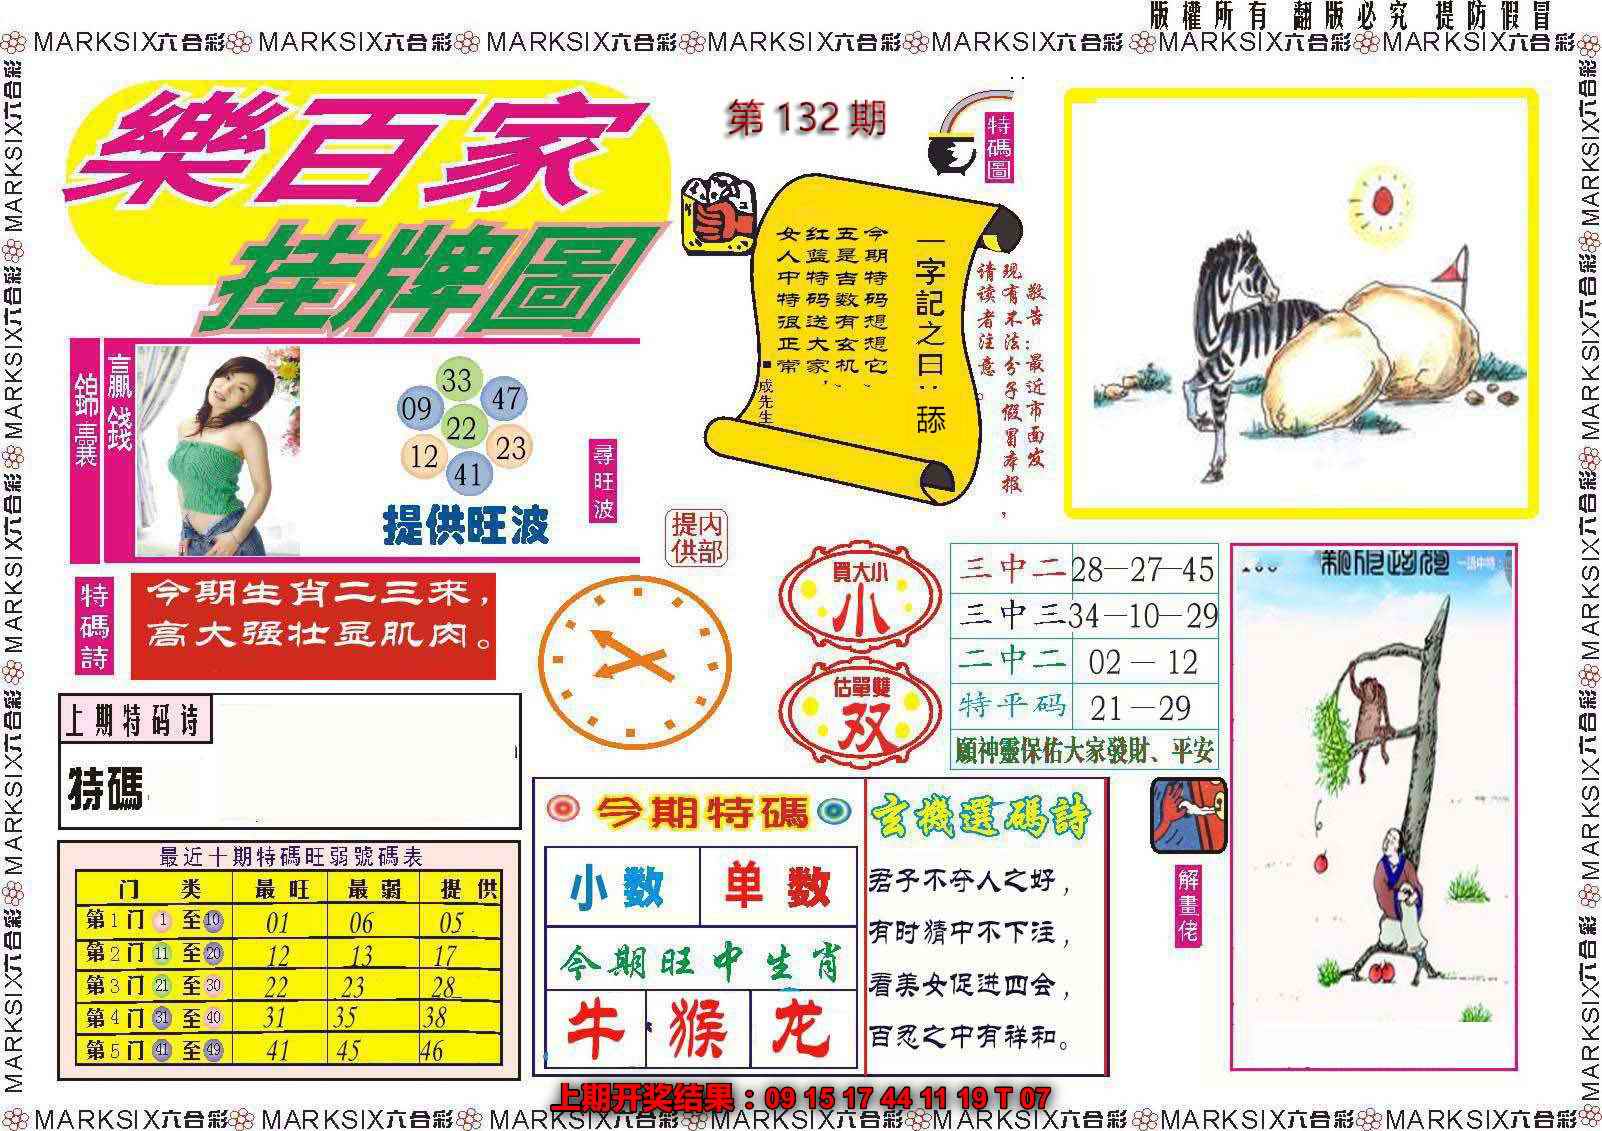 版權所有 翻版必究 提防假冒
MARKSIX六合彩 MARKSIX六合彩 MARKSIX六合彩 MARKSIX六合彩 MARKSIX六合彩 MARKSIX六合彩 MARKSIX六合彩
樂百家
挂牌圖
第 132 期
特碼圖
一字記之曰：舔
今期特码想想它，
五是吉数有玄机，
红蓝特码送大家，
女人中特很正常
■成先生
敬告：最近市面发
现有不法分子假冒本报，
请读者注意。
錦囊
贏錢
33
09
47
22
12
23
41
提供旺波
尋旺波
内部
提供
特碼詩
今期生肖二三来，
高大强壮显肌肉。
買大小
小
估單雙
双
三中二 28－27－45
三中三 34－10－29
二中二 02－12
特平码 21－29
願神靈保佑大家發財、平安
上期特码诗
特碼
最近十期特碼旺弱號碼表
门 类 最旺 最弱 提供
第1门 1 至 10 01 06 05
第2门 11 至 20 12 13 17
第3门 21 至 30 22 23 28
第4门 31 至 40 31 35 38
第5门 41 至 49 41 45 46
今期特碼
小数 单数
今期旺中生肖
牛 猴 龙
玄機選碼詩
君子不夺人之好，
有时猜中不下注，
看美女促进四会，
百忍之中有祥和。
解畫佬
上期开奖结果：09 15 17 44 11 19 T 07
MARKSIX六合彩 MARKSIX六合彩 MARKSIX六合彩 MARKSIX六合彩 MARKSIX六合彩 MARKSIX六合彩 MARKSIX六合彩